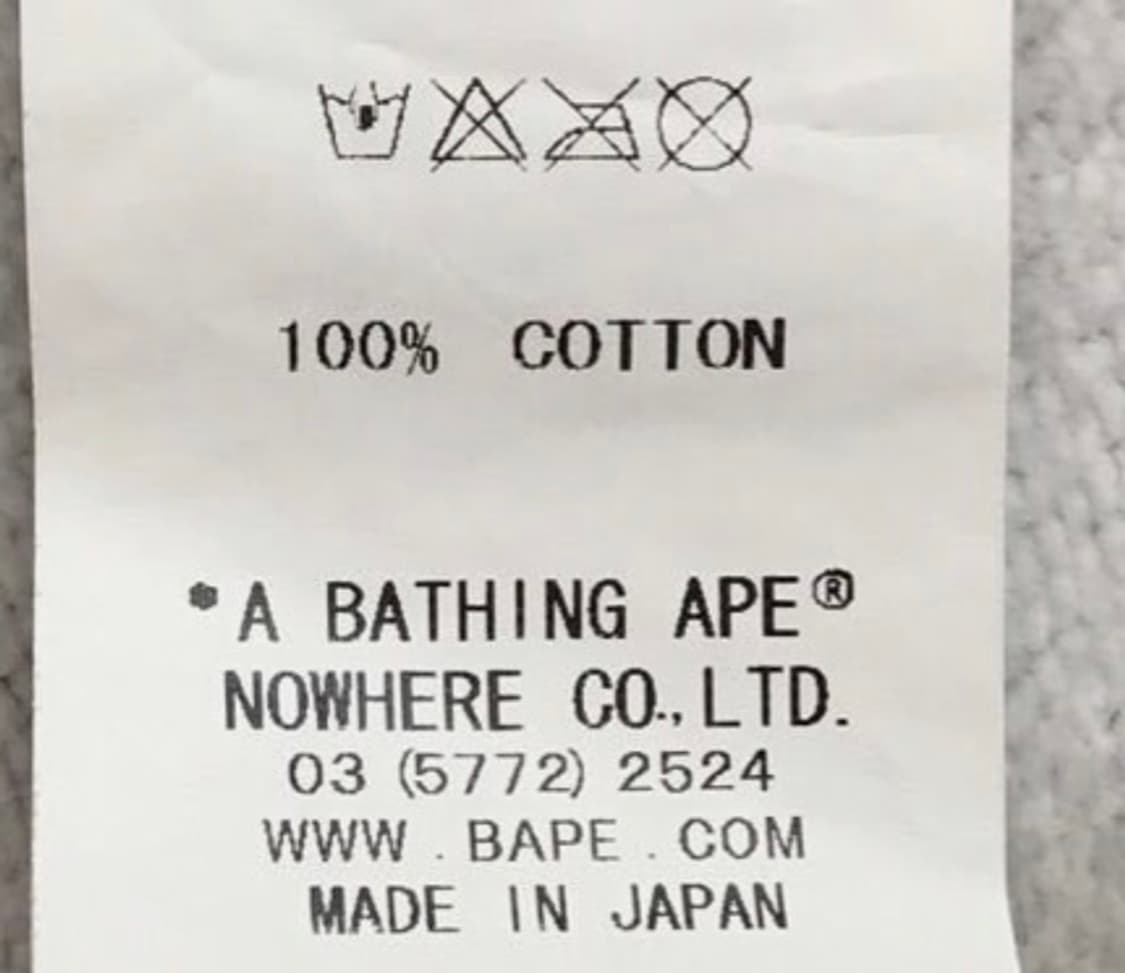 100% COTTON
*A BATHING APE®
NOWHERE CO.,LTD.
03 (5772) 2524
WWW . BAPE . COM
MADE IN JAPAN